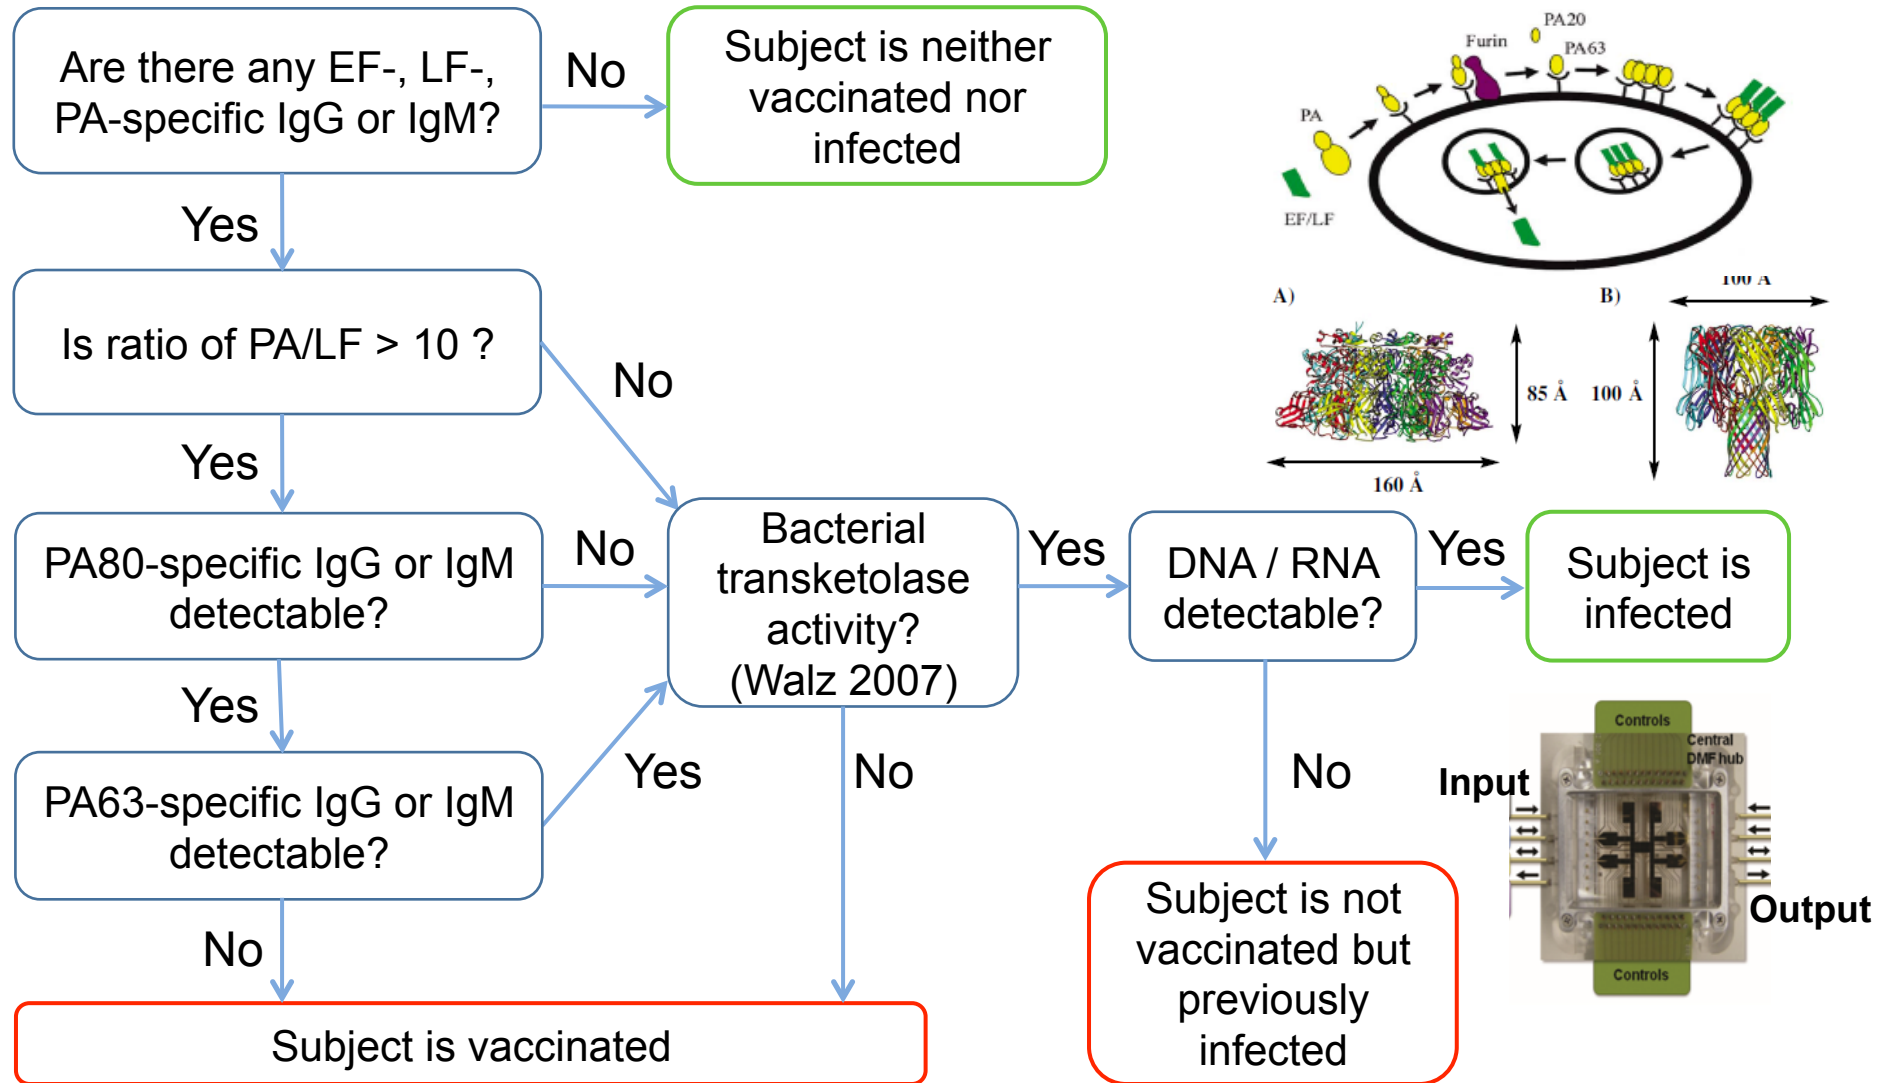 Are there any EF-, LF-,
PA-specific IgG or IgM?
No
Subject is neither
vaccinated nor
infected
Yes
Is ratio of PA/LF > 10 ?
No
Yes
PA80-specific IgG or IgM
detectable?
No
Yes
PA63-specific IgG or IgM
detectable?
Yes
No
Bacterial
transketolase
activity?
(Walz 2007)
Yes
No
DNA / RNA
detectable?
Yes
No
Subject is
infected
Subject is not
vaccinated but
previously
infected
Subject is vaccinated
PA20
Furin
PA63
PA
EF/LF
A)
85 Å
160 Å
B)
100 Å
100 Å
Controls
Central
DMF hub
Input
Output
Controls